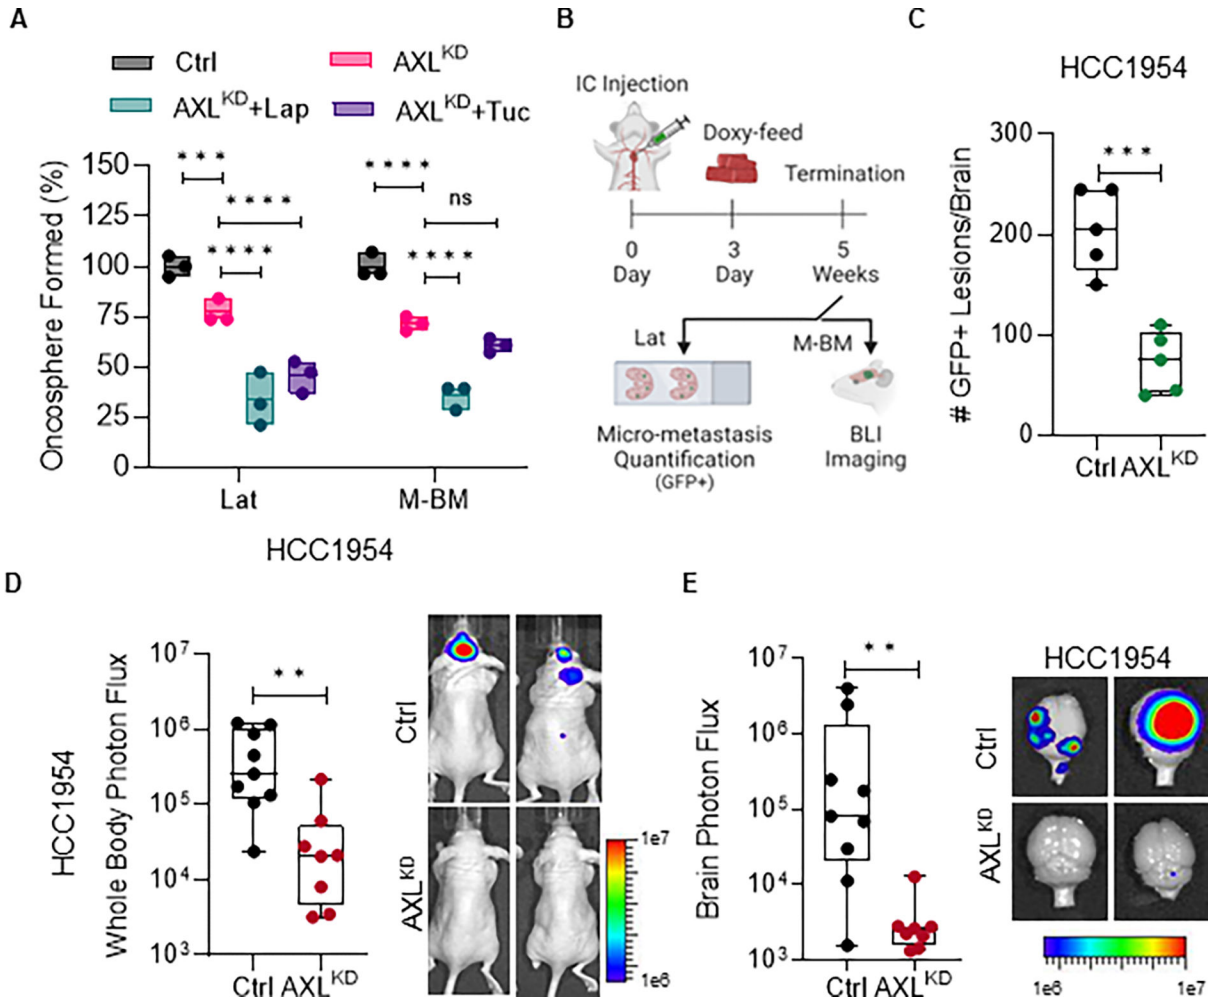 A
Ctrl
AXL^KD
AXL^KD+Lap
AXL^KD+Tuc
Oncosphere Formed (%)
150
125
100
75
50
25
0
* * *
* * * *
* * * *
* * * *
ns
* * * *
Lat
M-BM
HCC1954
B
IC Injection
Doxy-feed
Termination
0
Day
3
Day
5
Weeks
Lat
M-BM
Micro-metastasis
Quantification
(GFP+)
BLI
Imaging
C
HCC1954
# GFP+ Lesions/Brain
300
200
100
0
* * *
Ctrl AXL^KD
D
HCC1954
Whole Body Photon Flux
10^7
10^6
10^5
10^4
10^3
* *
Ctrl AXL^KD
Ctrl
AXL^KD
1e7
1e6
E
Brain Photon Flux
10^7
10^6
10^5
10^4
10^3
* *
Ctrl AXL^KD
HCC1954
Ctrl
AXL^KD
1e6
1e7